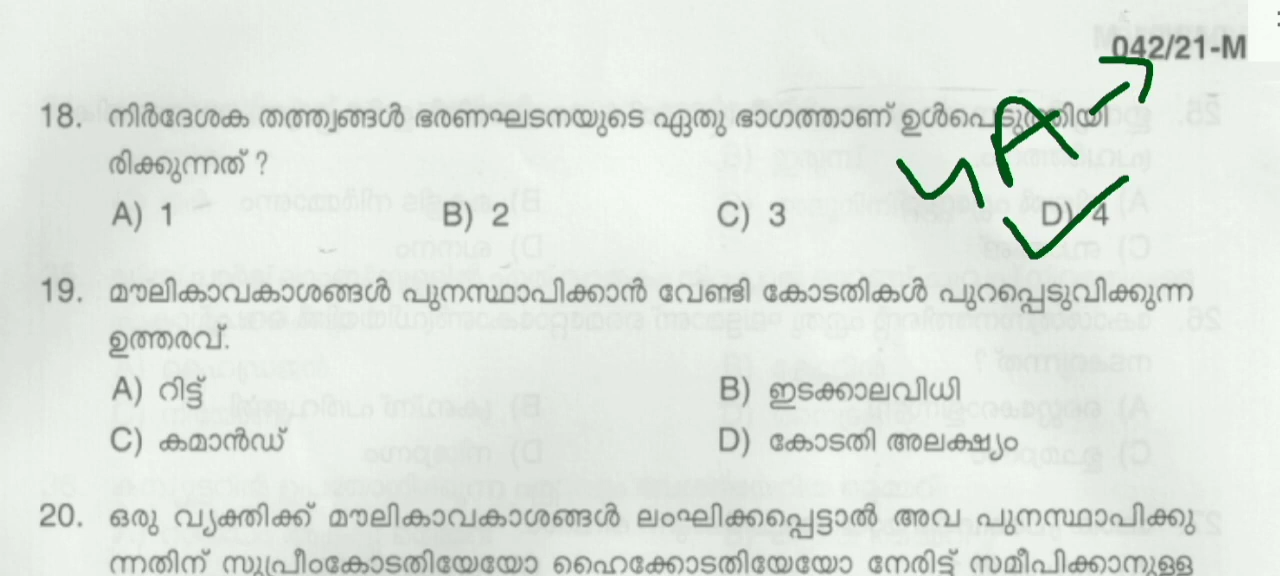 042/21-M
18. നിർദേശക തത്ത്വങ്ങൾ ഭരണഘടനയുടെ ഏതു ഭാഗത്താണ് ഉൾപെടുത്തിയി
രിക്കുന്നത് ?
A) 1 B) 2 C) 3 D) 4
19. മൗലികാവകാശങ്ങൾ പുനസ്ഥാപിക്കാൻ വേണ്ടി കോടതികൾ പുറപ്പെടുവിക്കുന്ന
ഉത്തരവ്.
A) റിട്ട് B) ഇടക്കാലവിധി
C) കമാൻഡ് D) കോടതി അലക്ഷ്യം
20. ഒരു വ്യക്തിക്ക് മൗലികാവകാശങ്ങൾ ലംഘിക്കപ്പെട്ടാൽ അവ പുനസ്ഥാപിക്കു
ന്നതിന് സുപ്രീംകോടതിയേയോ ഹൈക്കോടതിയേയോ നേരിട്ട് സമീപിക്കാനുള്ള